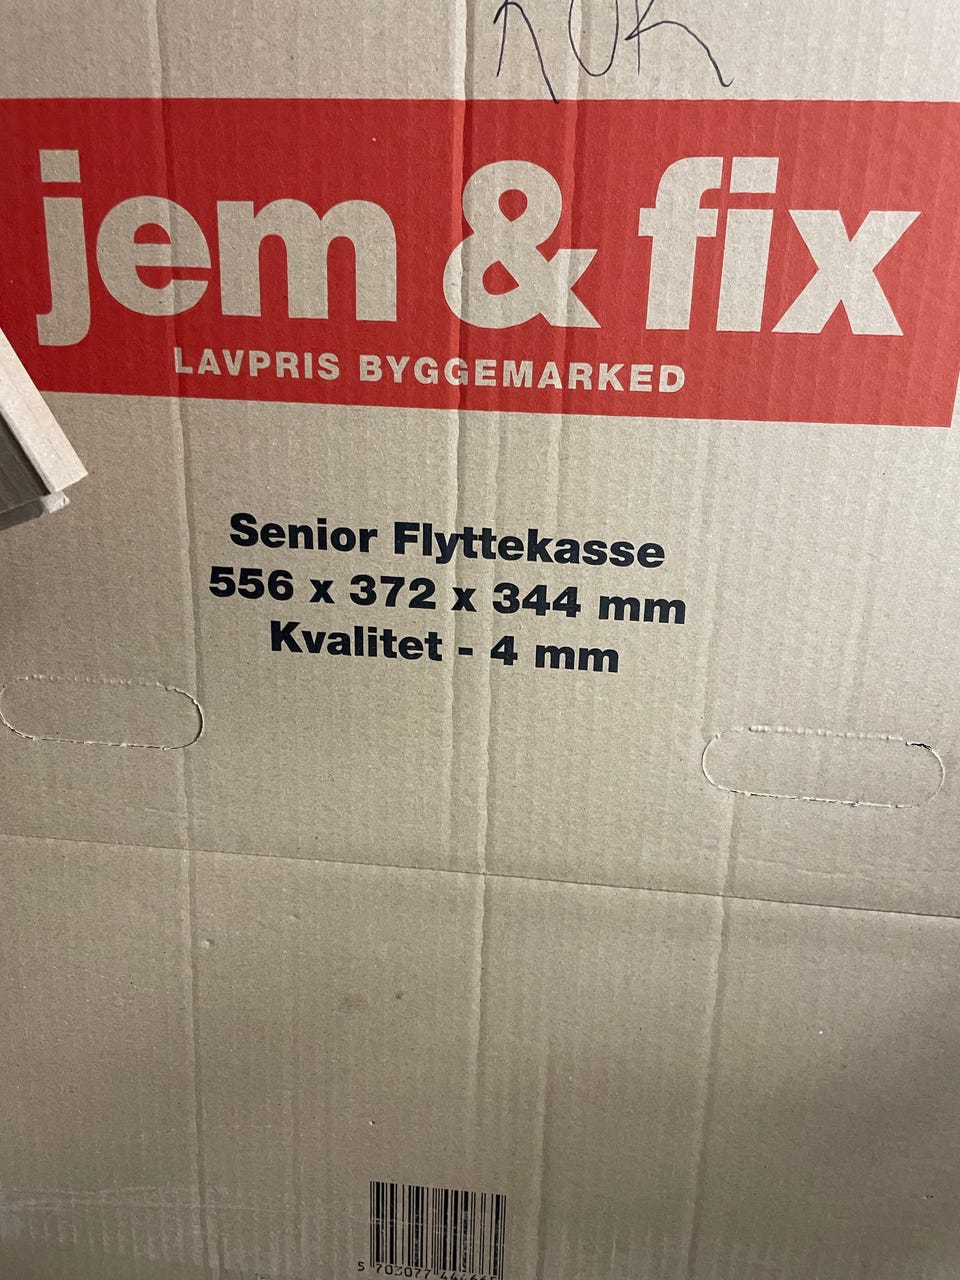 jem & fix
LAVPRIS BYGGEMARKED
Senior Flyttekasse
556 x 372 x 344 mm
Kvalitet - 4 mm